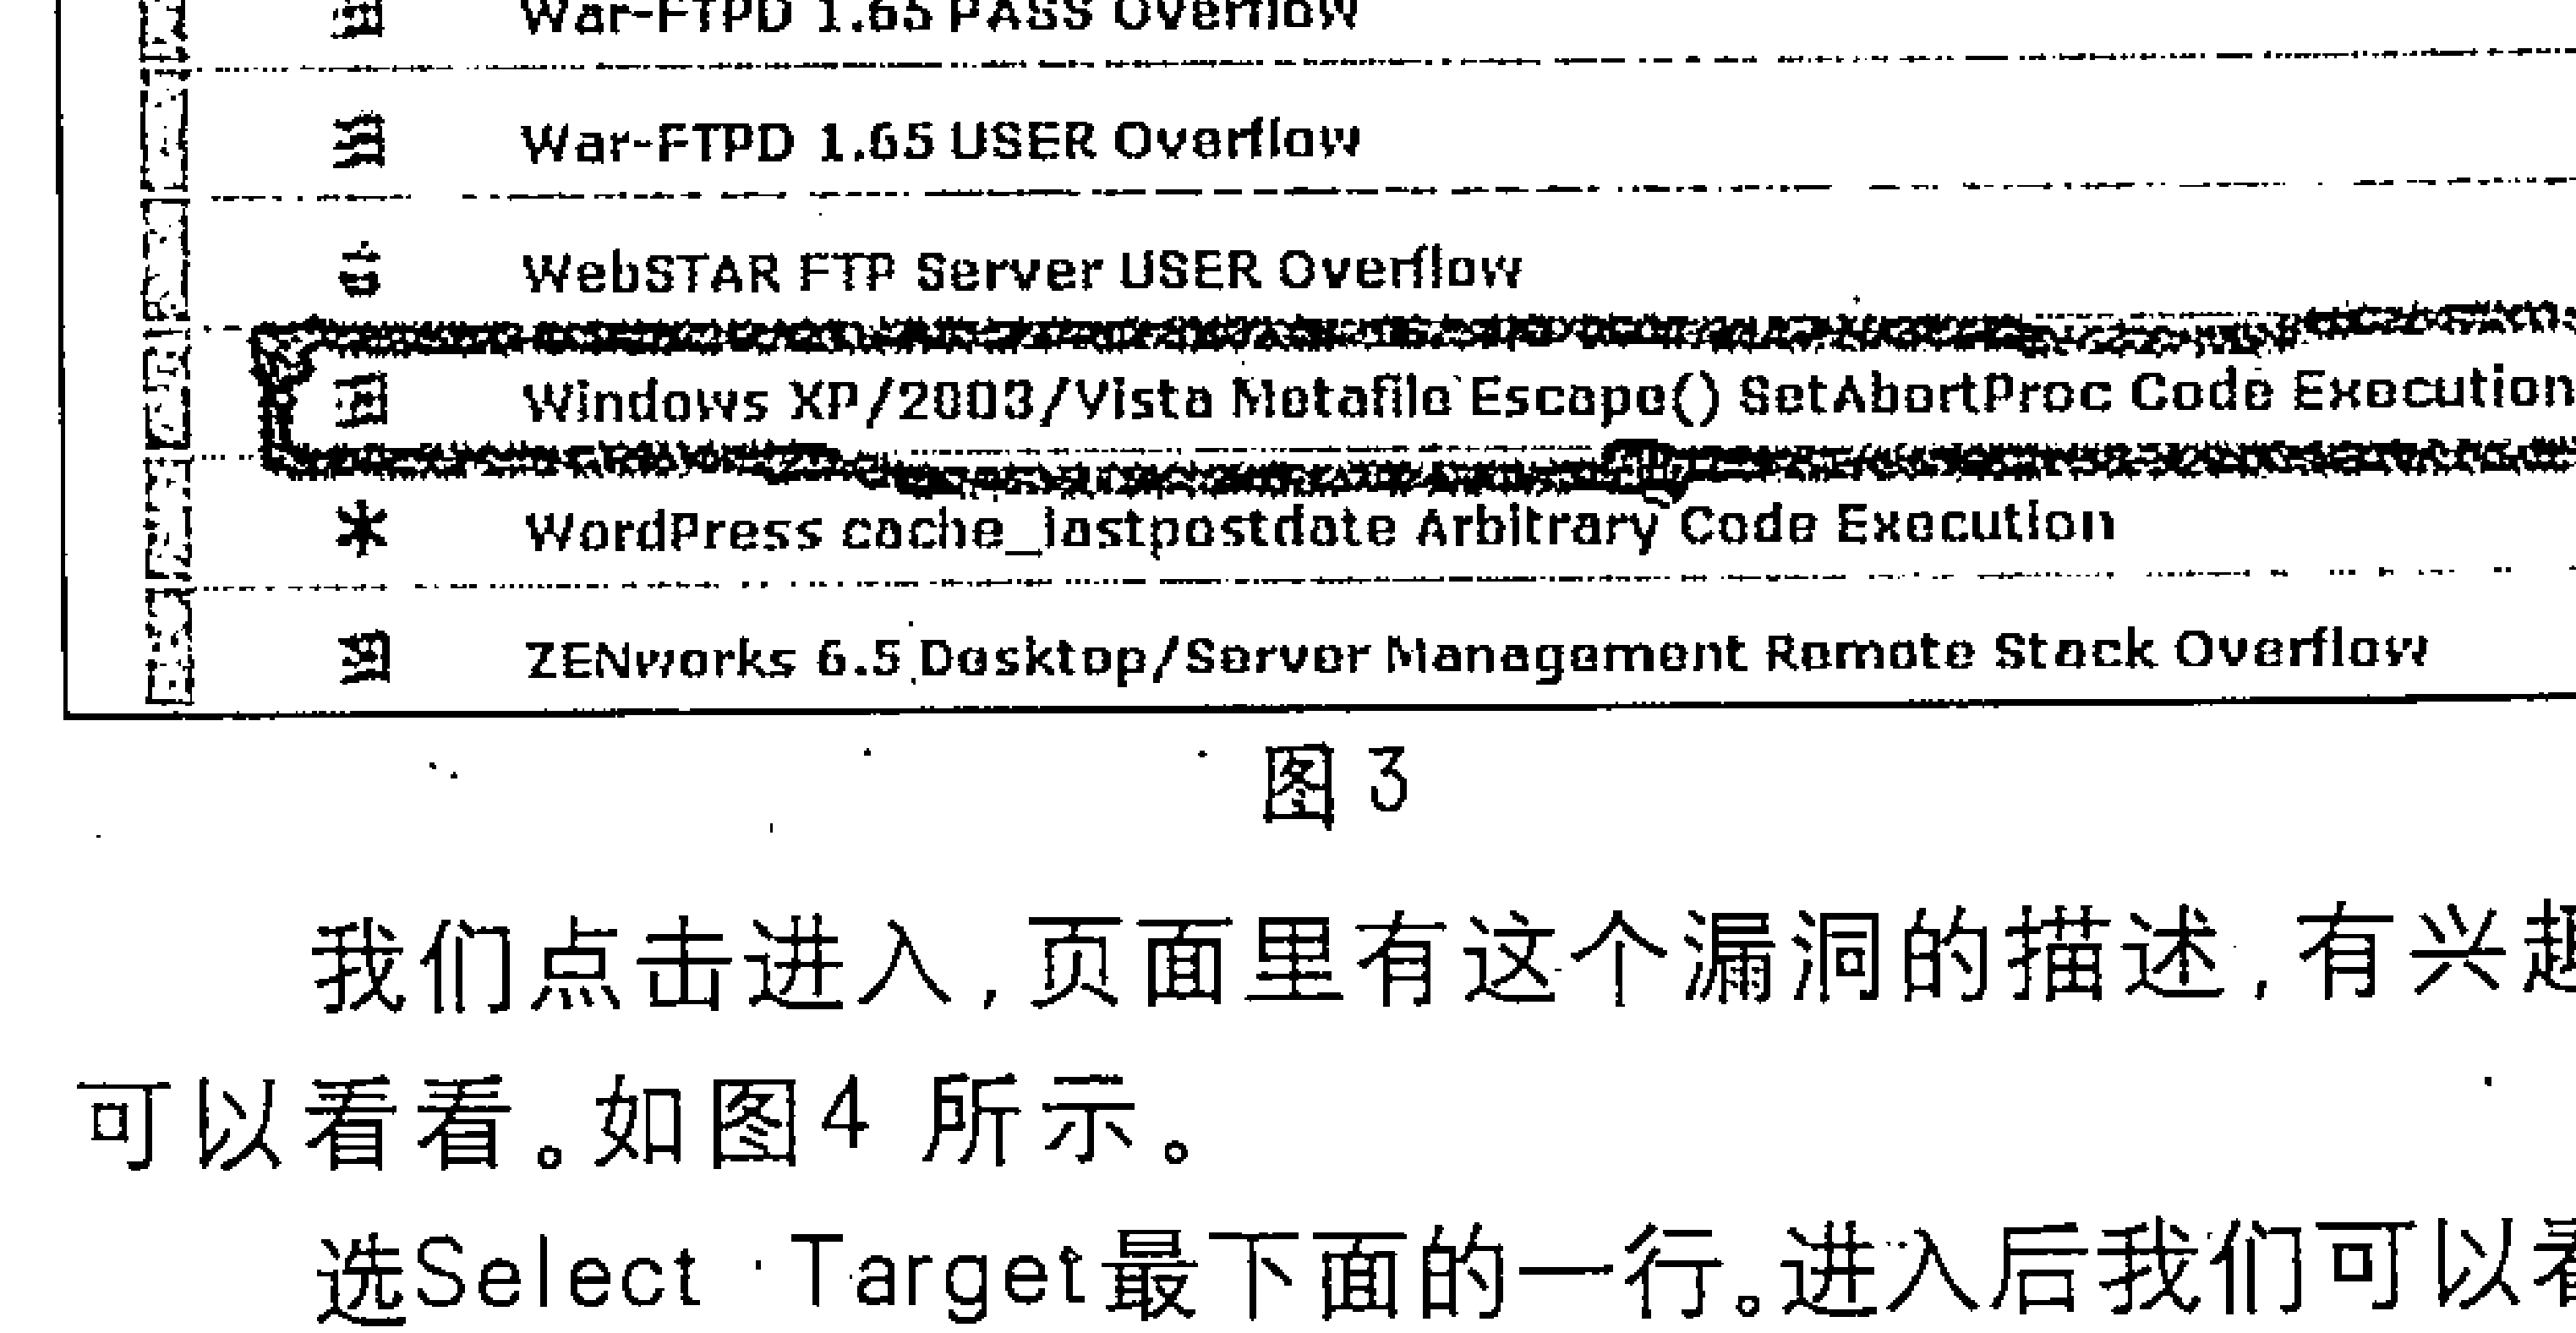 War-FTPD 1.65 PASS Overflow
War-FTPD 1.65 USER Overflow
WebSTAR FTP Server USER Overflow
Windows XP/2003/Vista Metafile Escape() SetAbortProc Code Execution
WordPress cache_lastpostdate Arbitrary Code Execution
ZENworks 6.5 Desktop/Server Management Remote Stack Overflow
图 3
我们点击进入,页面里有这个漏洞的描述,有兴趣
可以看看。如图4 所示。
选Select Target最下面的一行。进入后我们可以看